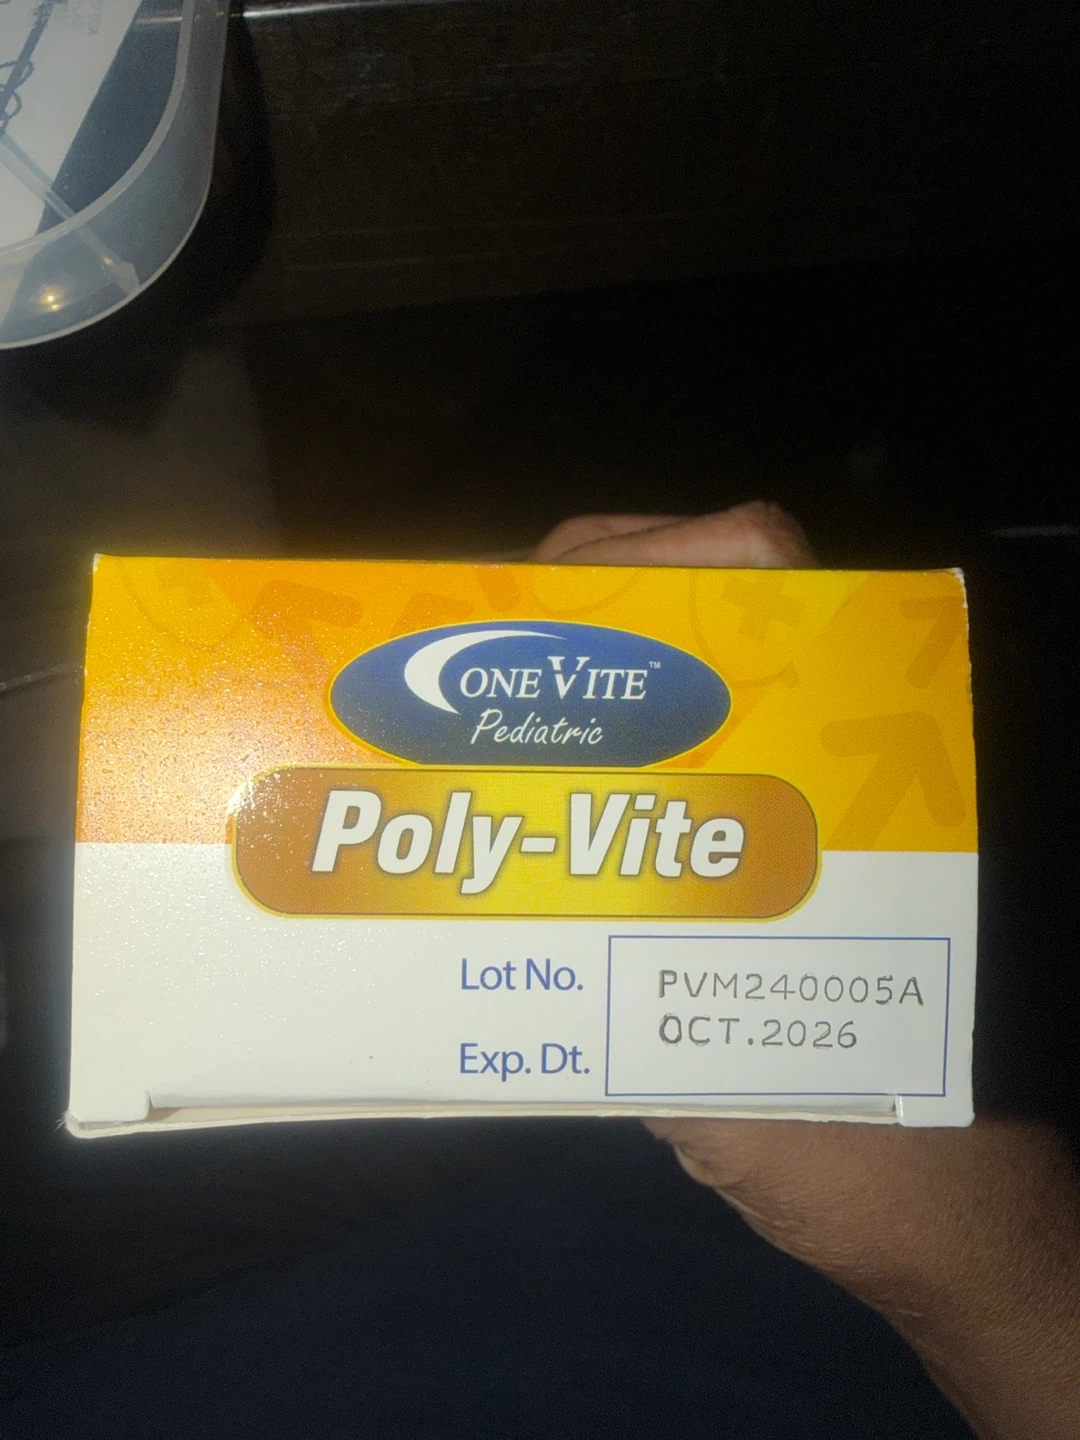 ONE VITE™
Pediatric
Poly-Vite
Lot No. PVM240005A
Exp. Dt. OCT.2026